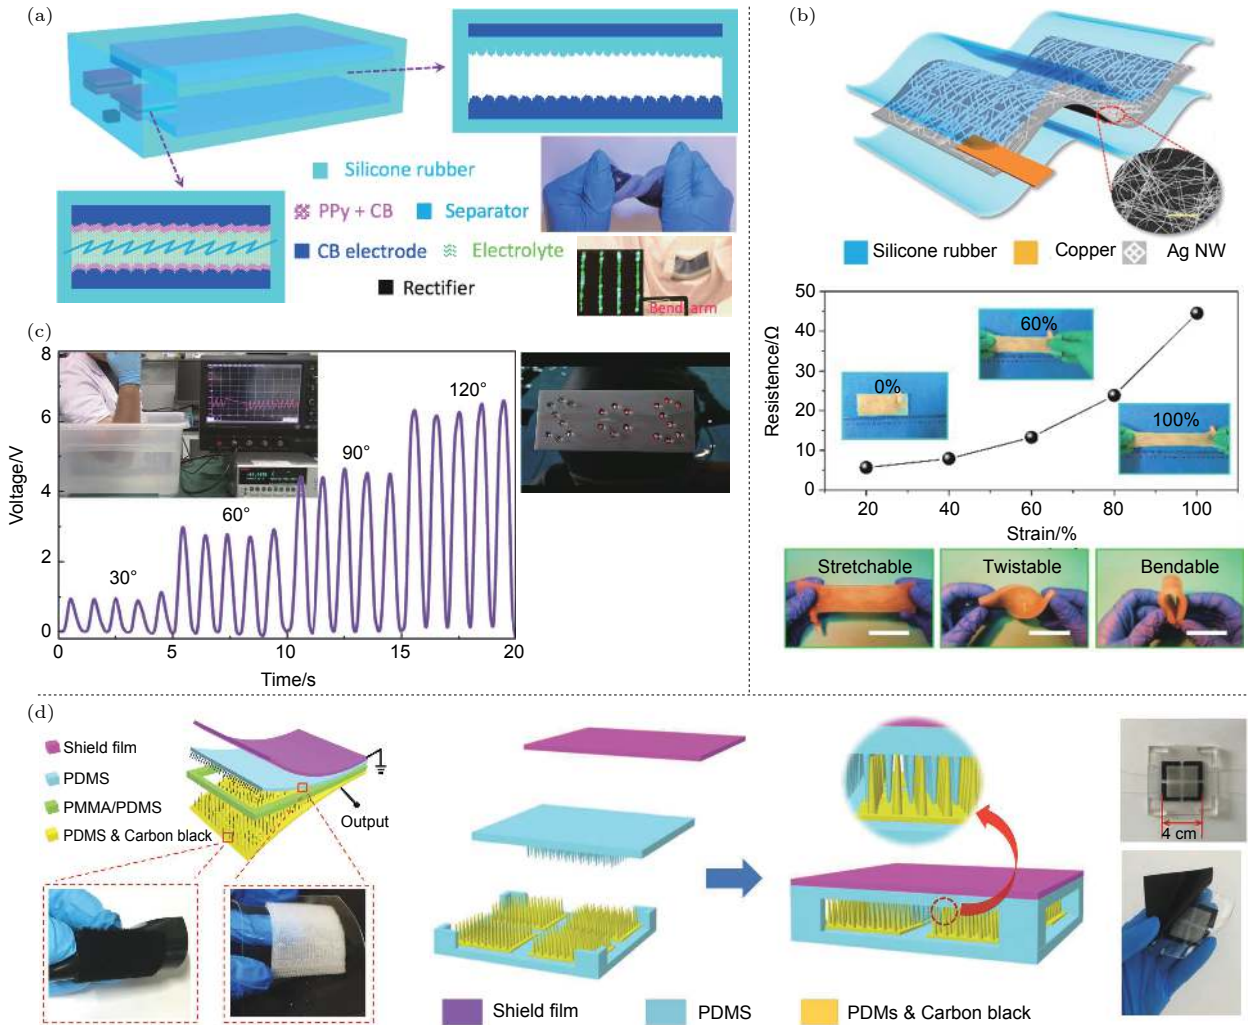 (a)
Silicone rubber
PPy + CB
Separator
CB electrode
Electrolyte
Rectifier
Bend arm
(b)
Silicone rubber
Copper
Ag NW
50
40
30
20
10
0
Resistence/Ω
0%
60%
100%
20
40
60
80
100
Strain/%
Stretchable
Twistable
Bendable
(c)
8
6
4
2
0
Voltage/V
30°
60°
90°
120°
0
5
10
15
20
Time/s
(d)
Shield film
PDMS
PMMA/PDMS
PDMS & Carbon black
Output
4 cm
Shield film
PDMS
PDMs & Carbon black